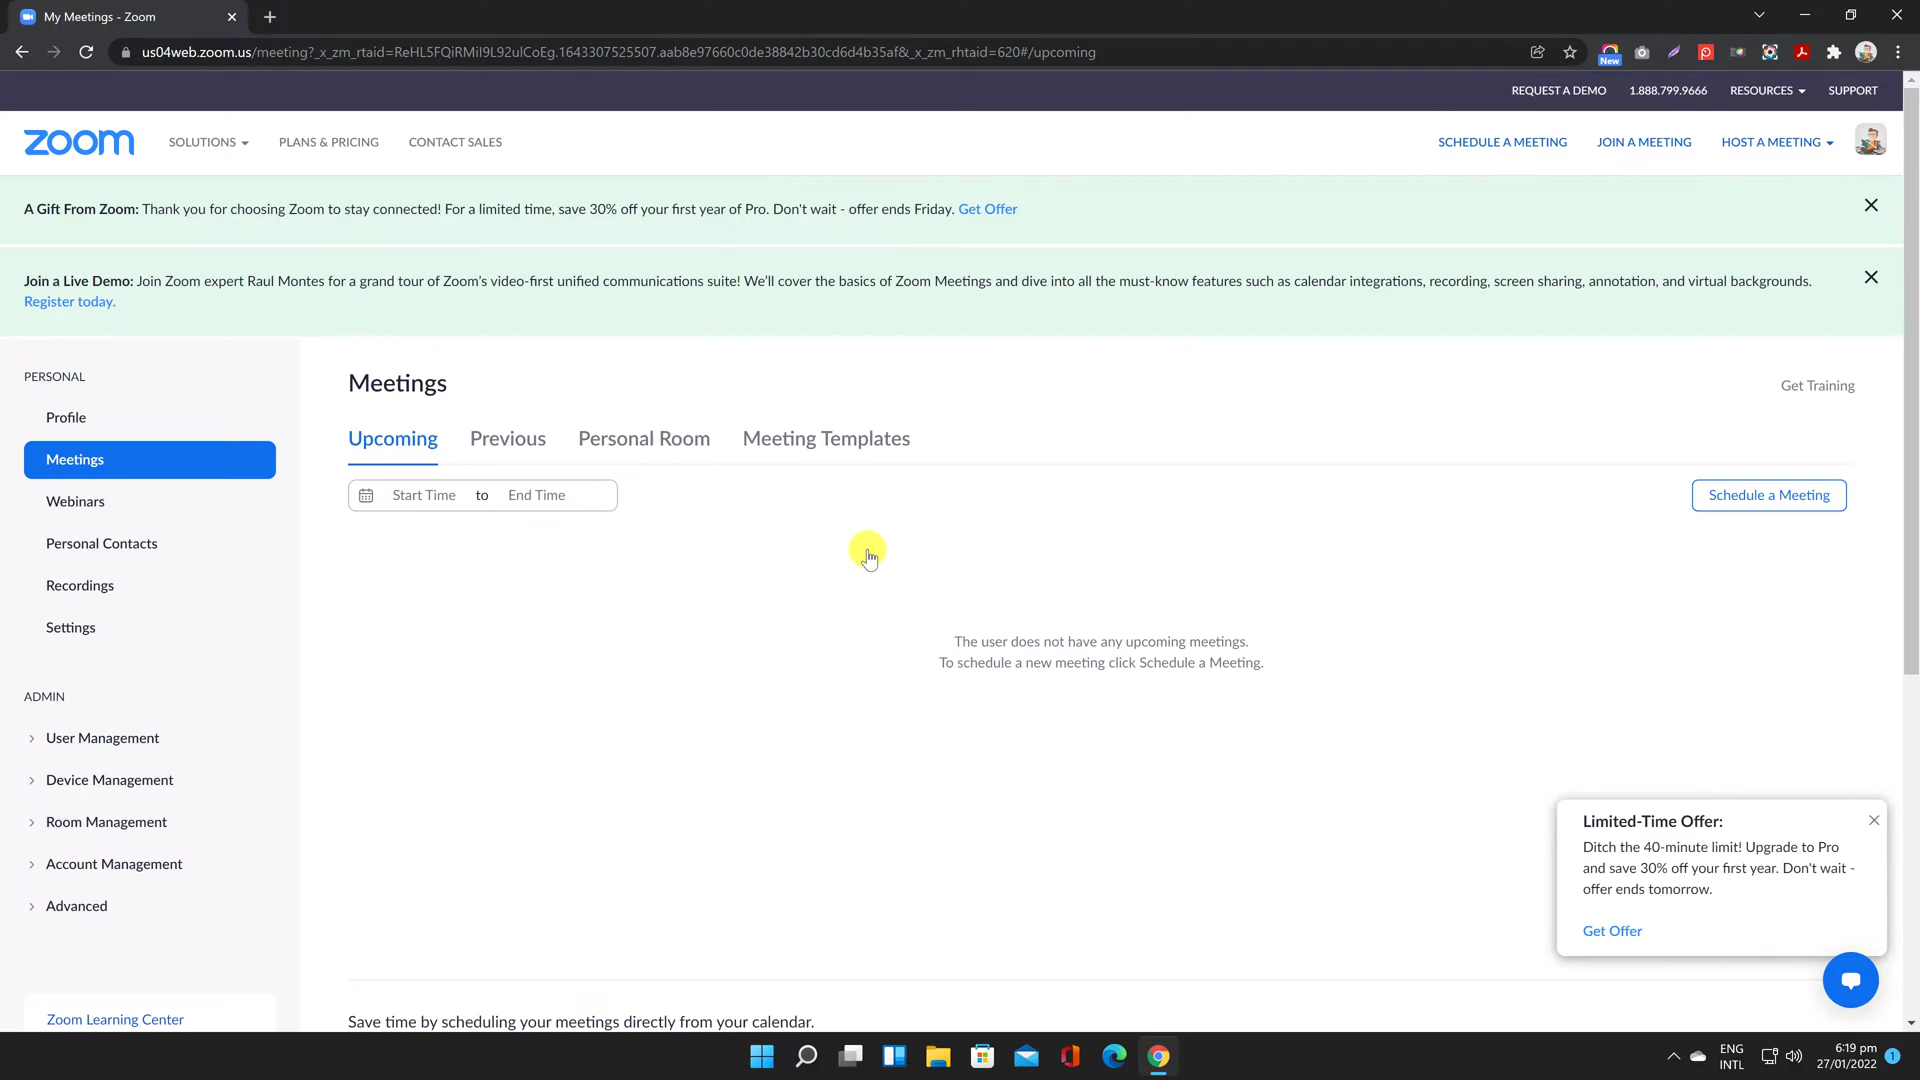 My Meetings - Zoom
us04web.zoom.us/meeting?_x_zm_rtaid=ReHL5FQiRMiI9L92ulCoEg.1643307525507.aab8e97660c0de38842b30cd6d4b35af&_x_zm_rhtaid=620#/upcoming
New
REQUEST A DEMO 1.888.799.9666 RESOURCES SUPPORT
zoom SOLUTIONS PLANS & PRICING CONTACT SALES SCHEDULE A MEETING JOIN A MEETING HOST A MEETING
A Gift From Zoom: Thank you for choosing Zoom to stay connected! For a limited time, save 30% off your first year of Pro. Don't wait - offer ends Friday. Get Offer
Join a Live Demo: Join Zoom expert Raul Montes for a grand tour of Zoom's video-first unified communications suite! We'll cover the basics of Zoom Meetings and dive into all the must-know features such as calendar integrations, recording, screen sharing, annotation, and virtual backgrounds.
Register today.
PERSONAL
Profile
Meetings
Webinars
Personal Contacts
Recordings
Settings
ADMIN
User Management
Device Management
Room Management
Account Management
Advanced
Zoom Learning Center
Meetings
Get Training
Upcoming Previous Personal Room Meeting Templates
Start Time to End Time
Schedule a Meeting
The user does not have any upcoming meetings.
To schedule a new meeting click Schedule a Meeting.
Limited-Time Offer:
Ditch the 40-minute limit! Upgrade to Pro
and save 30% off your first year. Don't wait -
offer ends tomorrow.
Get Offer
Save time by scheduling your meetings directly from your calendar.
ENG
INTL
6:19 pm
27/01/2022
1